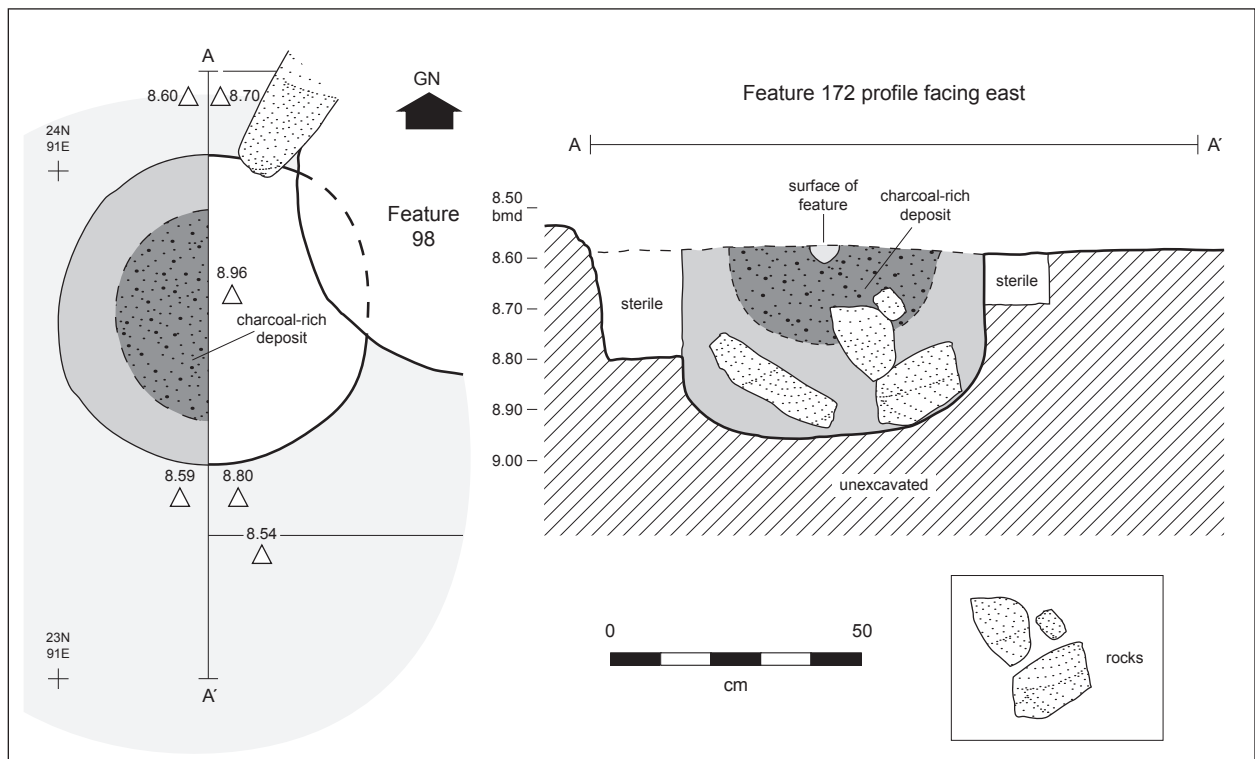 A
8.60
8.70
GN
24N
91E
Feature
98
8.96
charcoal-rich
deposit
8.59
8.80
8.54
23N
91E
A′
Feature 172 profile facing east
A
A′
8.50
bmd
surface of
feature
charcoal-rich
deposit
8.60
sterile
sterile
8.70
8.80
8.90
9.00
unexcavated
0
50
cm
rocks